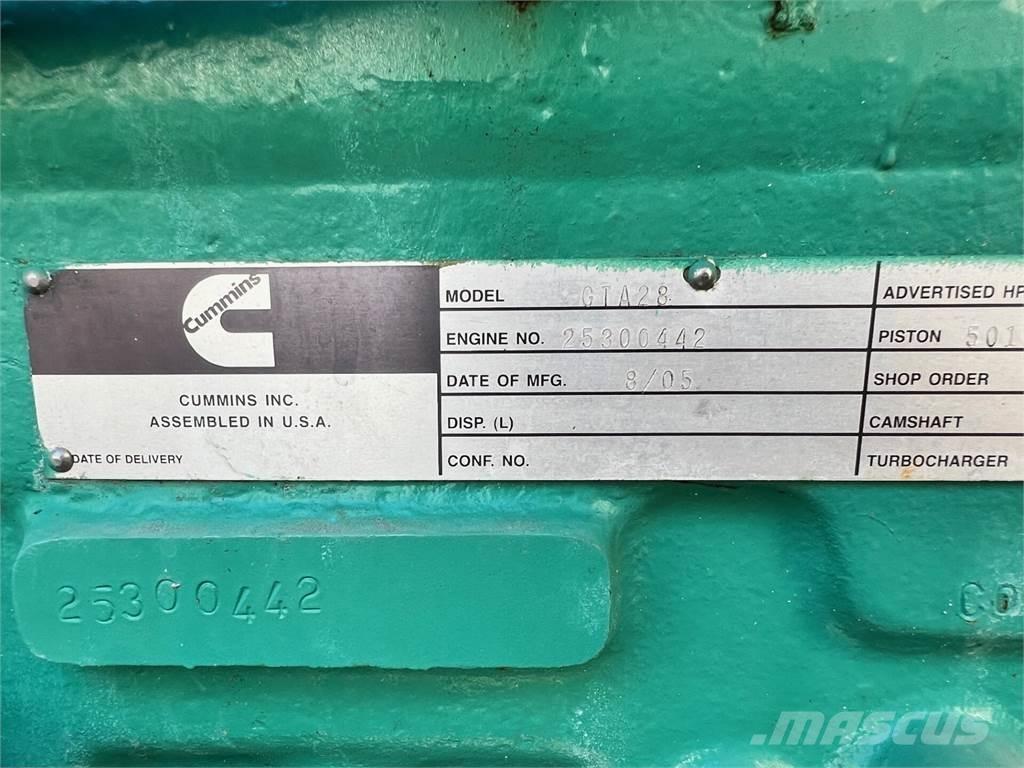 Cummins
CUMMINS INC.
ASSEMBLED IN U.S.A.
DATE OF DELIVERY
MODEL GTA28
ENGINE NO. 25300442
DATE OF MFG. 8/05
DISP. (L)
CONF. NO.
ADVERTISED HP
PISTON 501
SHOP ORDER
CAMSHAFT
TURBOCHARGER
25300442
MASCUS